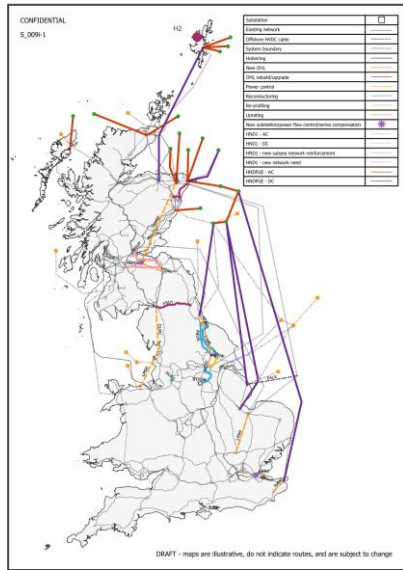 CONFIDENTIAL
S_009i-1
H2
Substation
Existing network
Offshore HVDC cable
System boundary
Hotwiring
New OHL
OHL rebuild/upgrade
Power control
Reconductoring
Re-profiling
Uprating
New substation/power flow control/series compensation
HND1 - AC
HND1 - DC
HND1 - new subsea network reinforcement
HND1 - new network need
HNDFUE - AC
HNDFUE - DC
DRAFT - maps are illustrative, do not indicate routes, and are subject to change